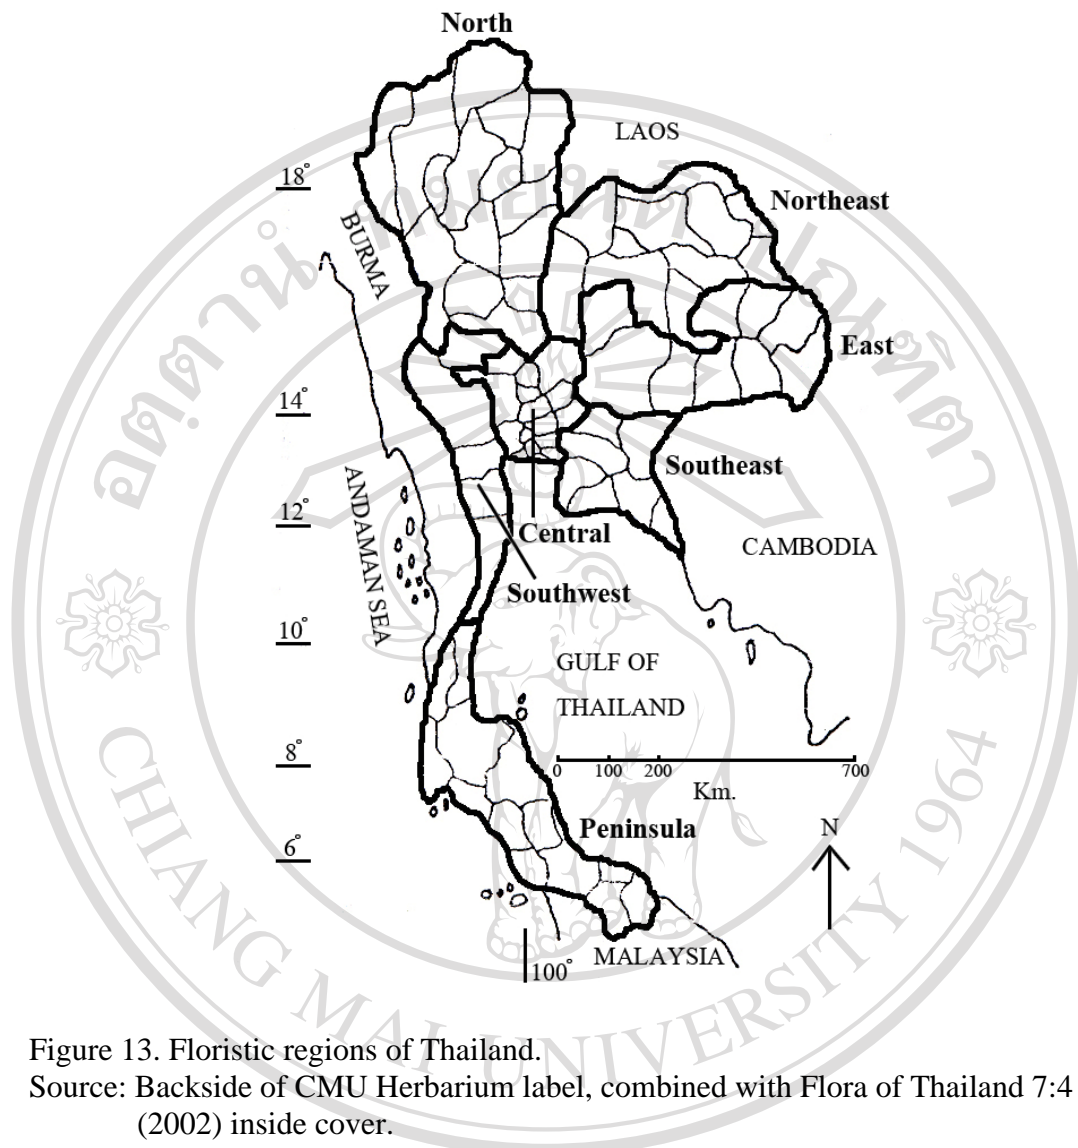 North
LAOS
18°
Northeast
BURMA
East
14°
Southeast
ANDAMAN SEA
12°
Central
CAMBODIA
Southwest
10°
GULF OF
THAILAND
8°
0 100 200 700
Km.
Peninsula
N
6°
MALAYSIA
100°
CHIANG MAI UNIVERSITY 1964
Figure 13. Floristic regions of Thailand.
Source: Backside of CMU Herbarium label, combined with Flora of Thailand 7:4
(2002) inside cover.